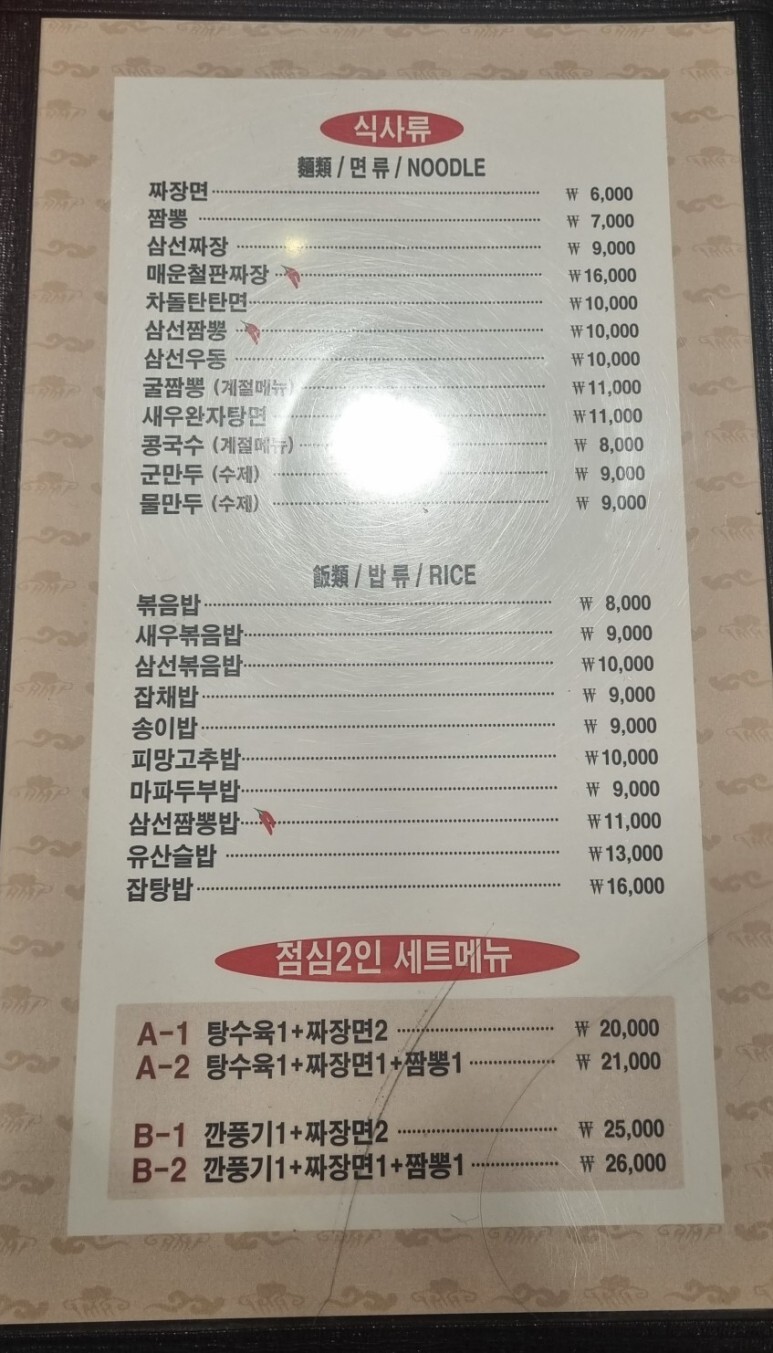 식사류
麵類 / 면 류 / NOODLE
짜장면 ₩ 6,000
짬뽕 ₩ 7,000
삼선짜장 ₩ 9,000
매운철판짜장 ₩16,000
차돌탄탄면 ₩10,000
삼선짬뽕 ₩10,000
삼선우동 ₩10,000
굴짬뽕 (계절메뉴) ₩11,000
새우완자탕면 ₩11,000
콩국수 (계절메뉴) ₩ 8,000
군만두 (수제) ₩ 9,000
물만두 (수제) ₩ 9,000
飯類 / 밥 류 / RICE
볶음밥 ₩ 8,000
새우볶음밥 ₩ 9,000
삼선볶음밥 ₩10,000
잡채밥 ₩ 9,000
송이밥 ₩ 9,000
피망고추밥 ₩10,000
마파두부밥 ₩ 9,000
삼선짬뽕밥 ₩11,000
유산슬밥 ₩13,000
잡탕밥 ₩16,000
점심2인 세트메뉴
A-1 탕수육1+짜장면2 ₩ 20,000
A-2 탕수육1+짜장면1+짬뽕1 ₩ 21,000
B-1 깐풍기1+짜장면2 ₩ 25,000
B-2 깐풍기1+짜장면1+짬뽕1 ₩ 26,000